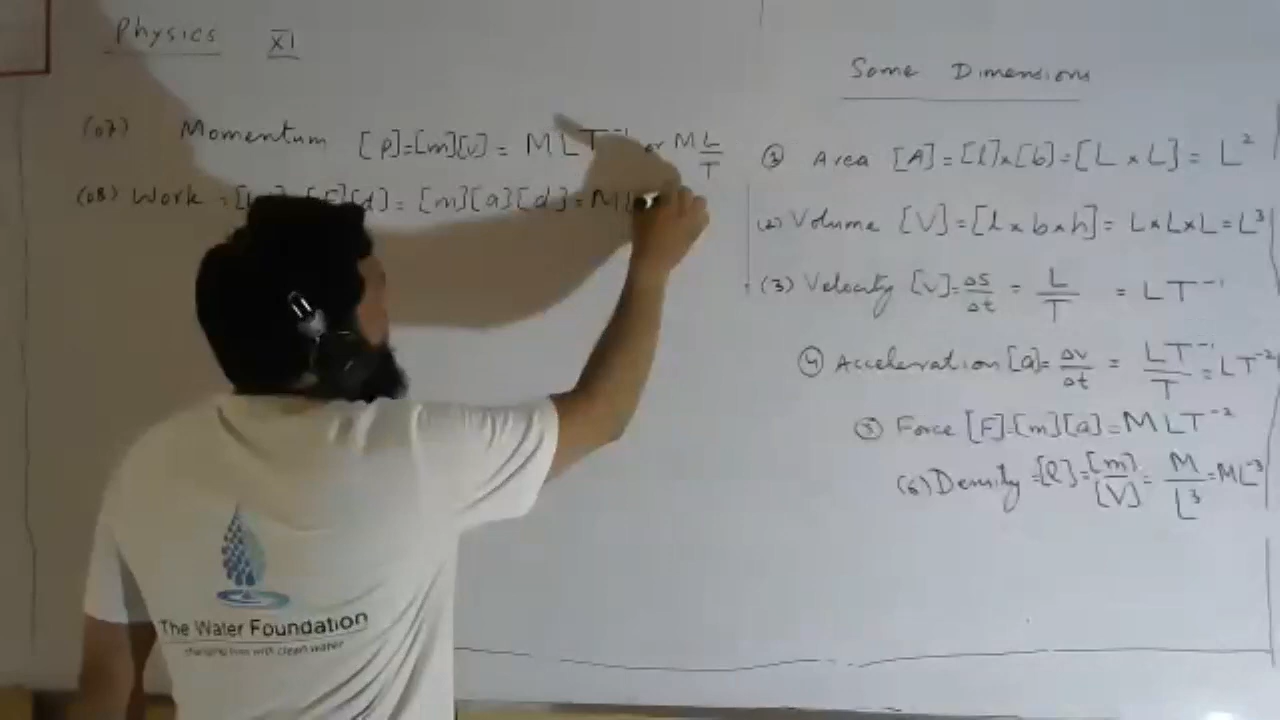 Physics XI
(07) Momentum [p]=[m][v] = MLT⁻¹ or ML/T
(08) Work = [d] = [m][a][d] = M
Some Dimensions
① Area [A]=[l]×[b]=[L×L]=L²
(2) Volume [V]=[l×b×h]=L×L×L=L³
(3) Velocity [v]=Δs/Δt = L/T = LT⁻¹
④ Acceleration [a]=Δv/Δt = LT⁻¹/T = LT⁻²
⑤ Force [F]=[m][a]=MLT⁻²
(6) Density =[ρ]=[m]/[V]=M/L³=ML⁻³
The Water Foundation
changing lives with clean water